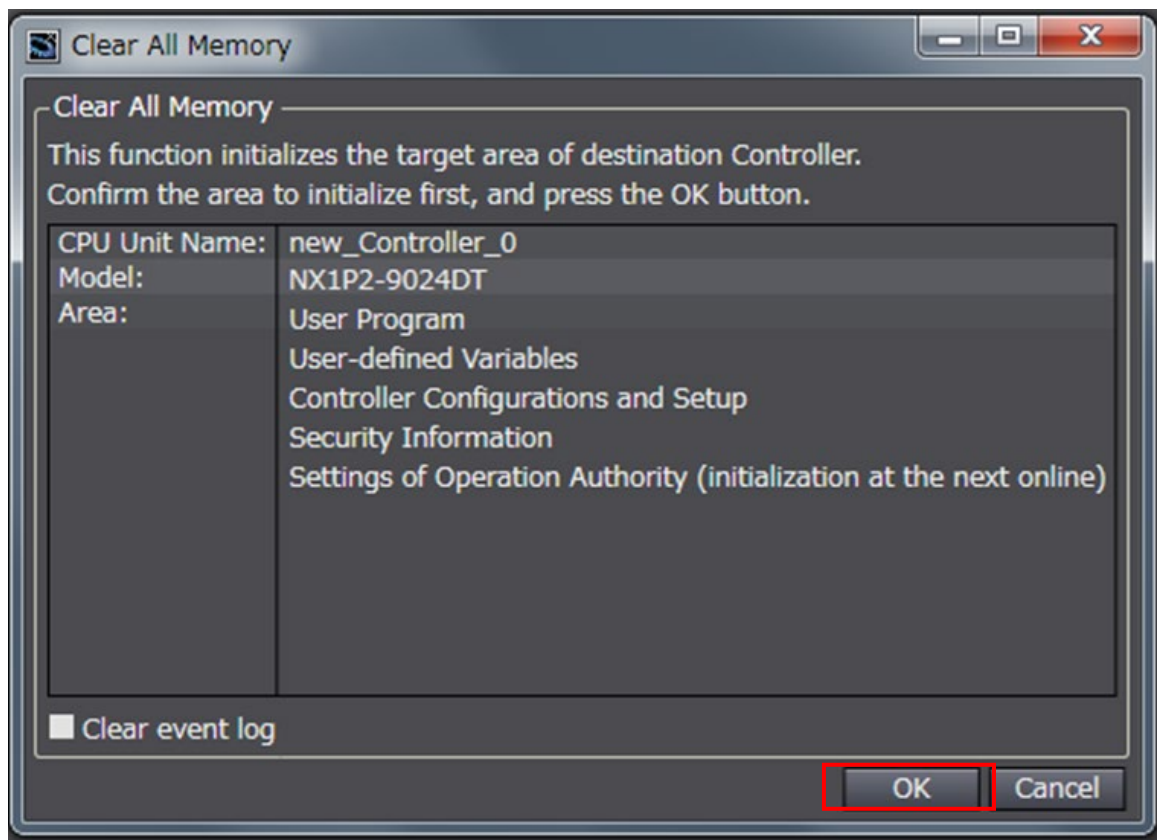 Clear All Memory
Clear All Memory
This function initializes the target area of destination Controller.
Confirm the area to initialize first, and press the OK button.
CPU Unit Name: new_Controller_0
Model: NX1P2-9024DT
Area: User Program
User-defined Variables
Controller Configurations and Setup
Security Information
Settings of Operation Authority (initialization at the next online)
Clear event log
OK Cancel